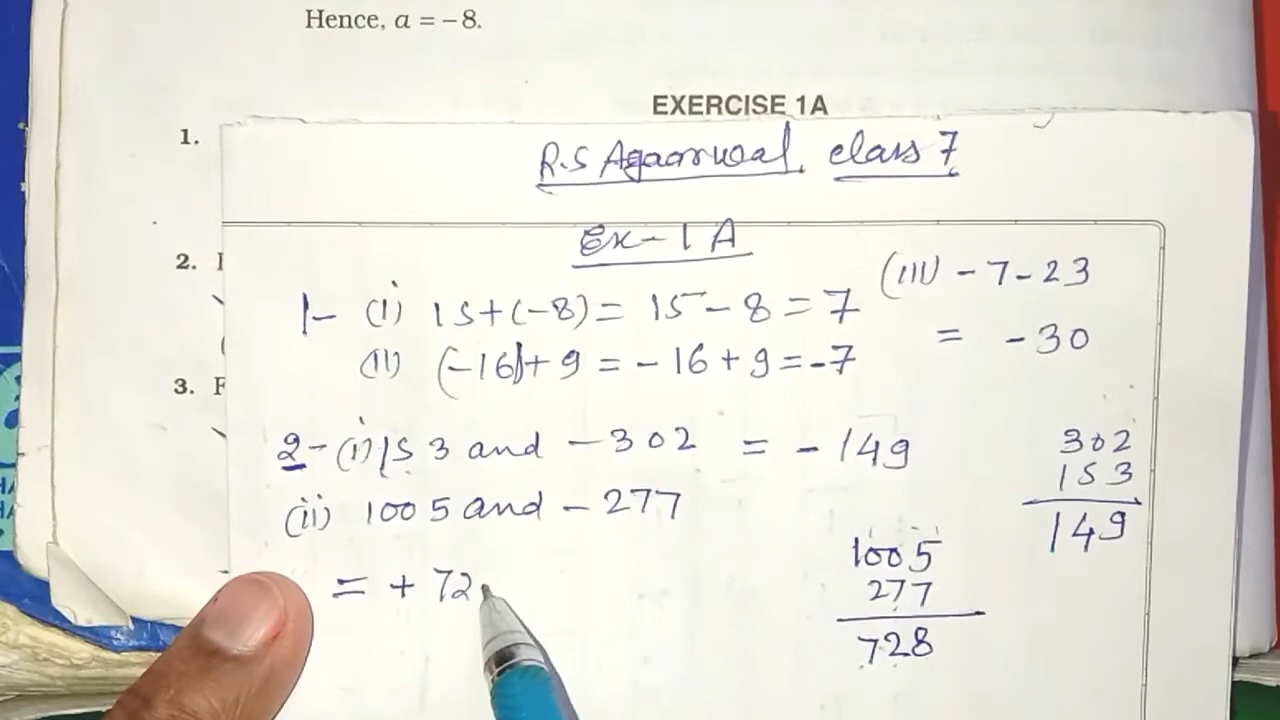 Hence, a = –8.
EXERCISE 1A
1.
R.S Agaorwal, class 7
Ex-1 A
2.
1- (i) 15+(-8)= 15-8=7
(ii) (-16)+9 =-16+9=-7
(iii) -7-23
= -30
3. F
2-(i) 153 and -302 = -149
302
153
149
(ii) 1005 and -277
1005
277
728
= + 72